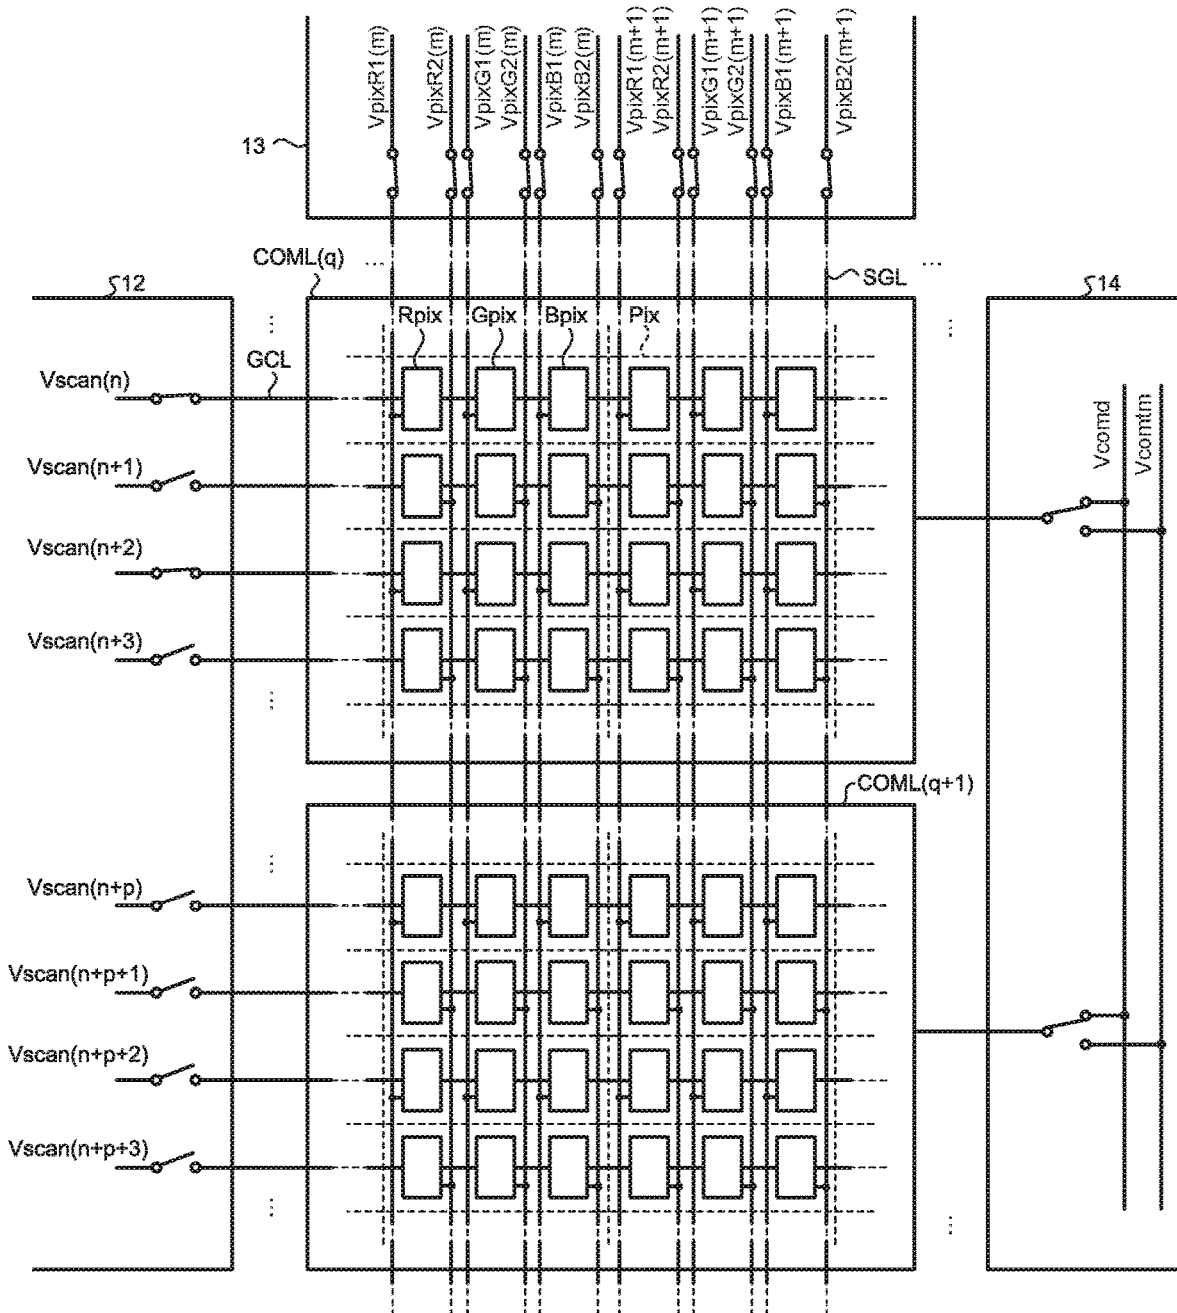 VpixR1(m)
VpixR2(m)
VpixG1(m)
VpixG2(m)
VpixB1(m)
VpixB2(m)
VpixR1(m+1)
VpixR2(m+1)
VpixG1(m+1)
VpixG2(m+1)
VpixB1(m+1)
VpixB2(m+1)
13
COML(q)
...
SGL
...
12
14
Rpix
Gpix
Bpix
Pix
GCL
Vscan(n)
Vcomd
Vcomtm
Vscan(n+1)
Vscan(n+2)
Vscan(n+3)
COML(q+1)
Vscan(n+p)
Vscan(n+p+1)
Vscan(n+p+2)
Vscan(n+p+3)